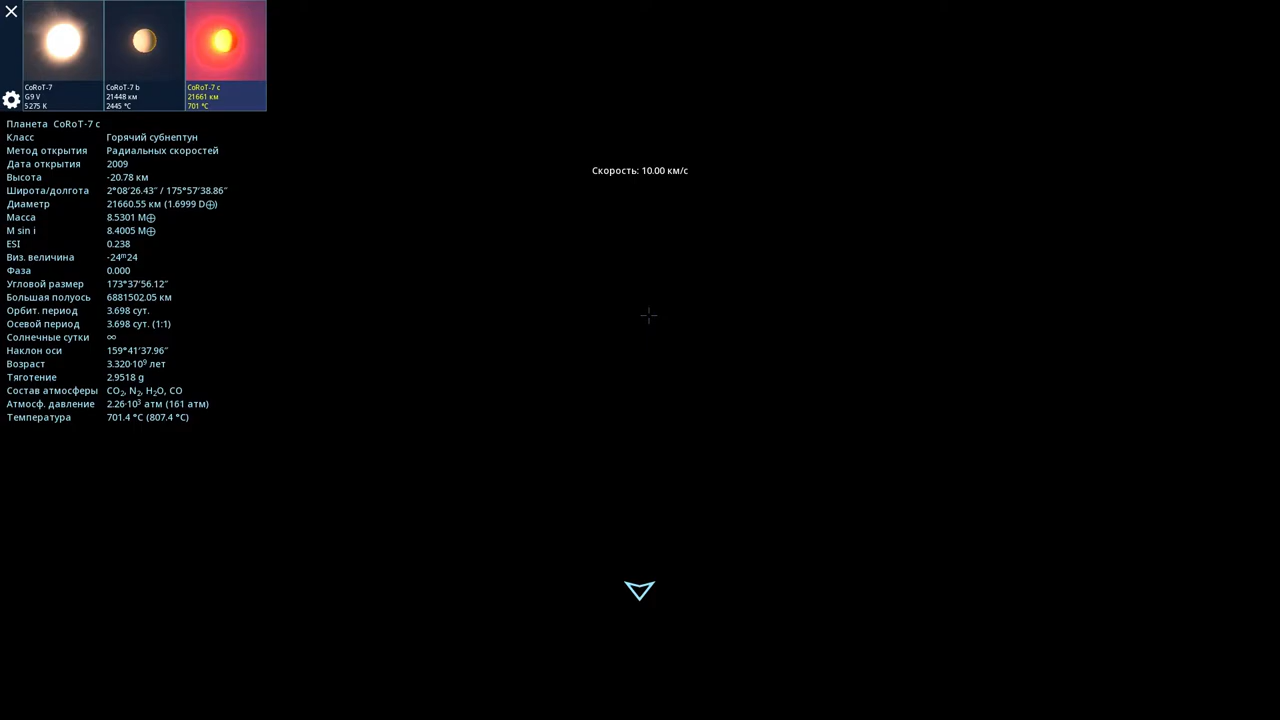 CoRoT-7
G9 V
5275 K
CoRoT-7 b
21448 км
2445 °C
CoRoT-7 c
21661 км
701 °C
Планета CoRoT-7 c
Класс Горячий субнептун
Метод открытия Радиальных скоростей
Дата открытия 2009
Высота -20.78 км
Широта/долгота 2°08′26.43″ / 175°57′38.86″
Диаметр 21660.55 км (1.6999 D⊕)
Масса 8.5301 M⊕
M sin i 8.4005 M⊕
ESI 0.238
Виз. величина -24ᵐ24
Фаза 0.000
Угловой размер 173°37′56.12″
Большая полуось 6881502.05 км
Орбит. период 3.698 сут.
Осевой период 3.698 сут. (1:1)
Солнечные сутки ∞
Наклон оси 159°41′37.96″
Возраст 3.320·10⁹ лет
Тяготение 2.9518 g
Состав атмосферы CO₂, N₂, H₂O, CO
Атмосф. давление 2.26·10³ атм (161 атм)
Температура 701.4 °C (807.4 °C)
Скорость: 10.00 км/с